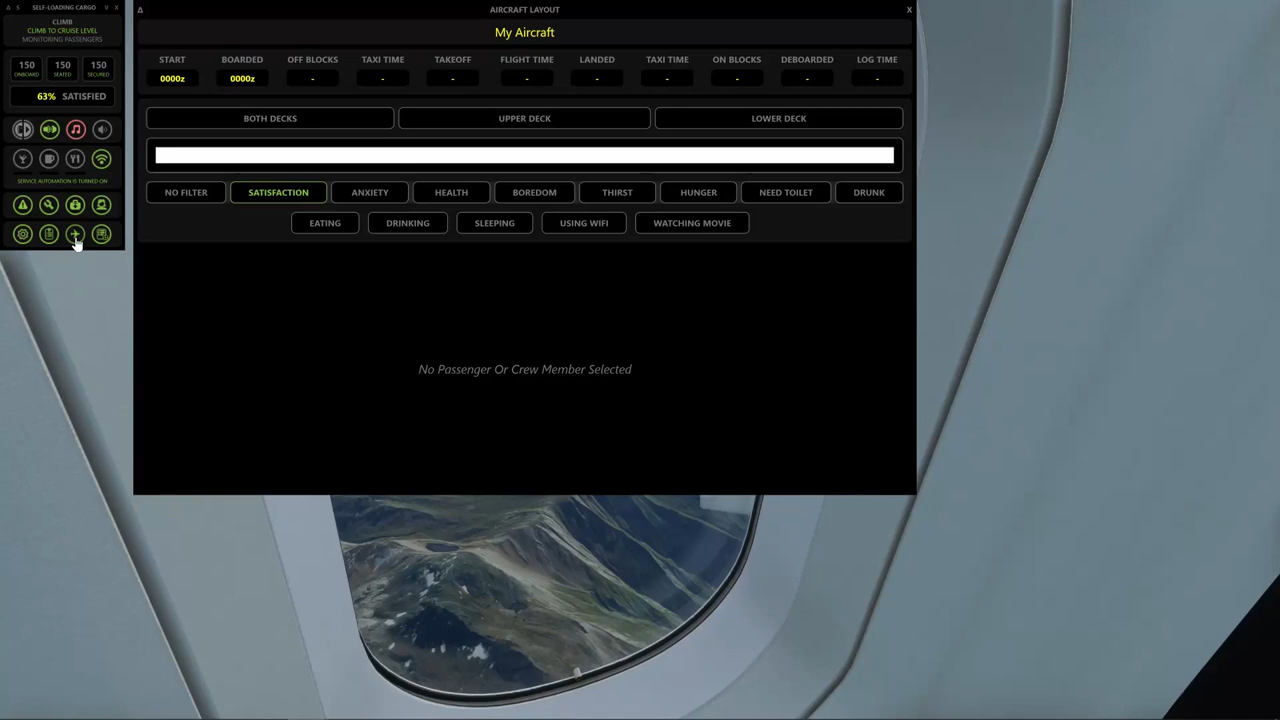 Δ S SELF-LOADING CARGO V X
CLIMB
CLIMB TO CRUISE LEVEL
MONITORING PASSENGERS
150 150 150
ONBOARD SEATED SECURED
63% SATISFIED
SERVICE AUTOMATION IS TURNED ON
Δ AIRCRAFT LAYOUT X
My Aircraft
START BOARDED OFF BLOCKS TAXI TIME TAKEOFF FLIGHT TIME LANDED TAXI TIME ON BLOCKS DEBOARDED LOG TIME
0000z 0000z - - - - - - - - -
BOTH DECKS UPPER DECK LOWER DECK
NO FILTER SATISFACTION ANXIETY HEALTH BOREDOM THIRST HUNGER NEED TOILET DRUNK
EATING DRINKING SLEEPING USING WIFI WATCHING MOVIE
No Passenger Or Crew Member Selected